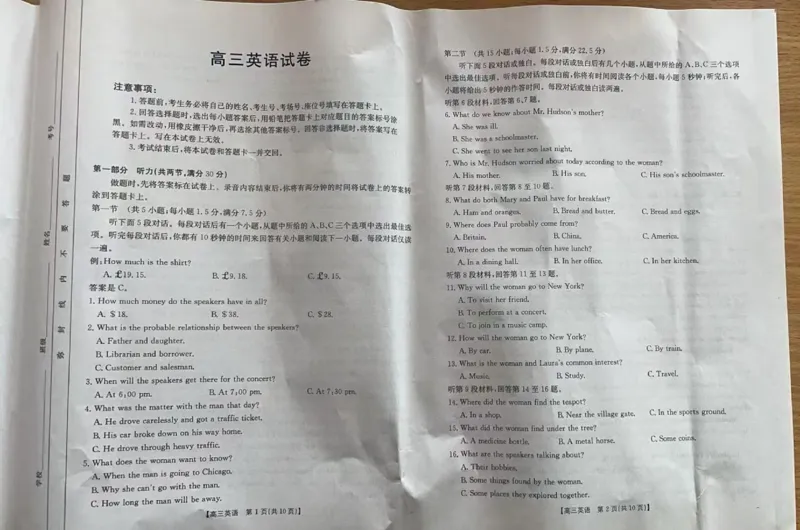 高三英语试卷
注意事项:
1. 答题前,考生务必将自己的姓名、考生号、考场号、座位号填写在答题卡上。
2. 回答选择题时,选出每小题答案后,用铅笔把答题卡上对应题目的答案标号涂
黑。如需改动,用橡皮擦干净后,再选涂其他答案标号。回答非选择题时,将答案写在
答题卡上。写在本试卷上无效。
3. 考试结束后,将本试卷和答题卡一并交回。
第一部分 听力(共两节,满分 30 分)
做题时,先将答案标在试卷上。录音内容结束后,你将有两分钟的时间将试卷上的答案转
涂到答题卡上。
第一节 (共 5 小题;每小题 1. 5 分,满分 7. 5 分)
听下面 5 段对话。每段对话后有一个小题,从题中所给的 A、B、C 三个选项中选出最佳选
项。听完每段对话后,你都有 10 秒钟的时间来回答有关小题和阅读下一小题。每段对话仅读
一遍。
例:How much is the shirt?
A. £19. 15. B. £9. 18. C. £9. 15.
答案是 C。
1. How much money do the speakers have in all?
A. $18. B. $38. C. $28.
2. What is the probable relationship between the speakers?
A. Father and daughter.
B. Librarian and borrower.
C. Customer and salesman.
3. When will the speakers get there for the concert?
A. At 6:00 pm. B. At 7:00 pm. C. At 7:30 pm.
4. What was the matter with the man that day?
A. He drove carelessly and got a traffic ticket.
B. His car broke down on his way home.
C. He drove through heavy traffic.
5. What does the woman want to know?
A. When the man is going to Chicago.
B. Why she can't go with the man.
C. How long the man will be away.
【高三英语 第 1 页(共 10 页)】
第二节 (共 15 小题;每小题 1. 5 分,满分 22. 5 分)
听下面 5 段对话或独白。每段对话或独白后有几个小题,从题中所给的 A、B、C 三个选项
中选出最佳选项。听每段对话或独白前,你将有时间阅读各个小题,每小题 5 秒钟;听完后,各
小题将给出 5 秒钟的作答时间。每段对话或独白读两遍。
听第 6 段材料,回答第 6、7 题。
6. What do we know about Mr. Hudson's mother?
A. She was ill.
B. She was a schoolmaster.
C. She went to see her son last night.
7. Who is Mr. Hudson worried about today according to the woman?
A. His mother. B. His son. C. His son's schoolmaster.
听第 7 段材料,回答第 8 至 10 题。
8. What do both Mary and Paul have for breakfast?
A. Ham and oranges. B. Bread and butter. C. Bread and eggs.
9. Where does Paul probably come from?
A. Britain. B. China. C. America.
10. Where does the woman often have lunch?
A. In a dining hall. B. In her office. C. In her kitchen.
听第 8 段材料,回答第 11 至 13 题。
11. Why will the woman go to New York?
A. To visit her friend.
B. To perform at a concert.
C. To join in a music camp.
12. How will the woman go to New York?
A. By car. B. By plane. C. By train.
13. What is the woman and Laura's common interest?
A. Music. B. Study. C. Travel.
听第 9 段材料,回答第 14 至 16 题。
14. Where did the woman find the teapot?
A. In a shop. B. Near the village gate. C. In the sports ground.
15. What did the woman find under the tree?
A. A medicine bottle. B. A metal horse. C. Some coins.
16. What are the speakers talking about?
A. Their hobbies.
B. Some things found by the woman.
C. Some places they explored together.
【高三英语 第 2 页(共 10 页)】
考号
姓名
班级
学校
密 封 线 内 不 要 答 题